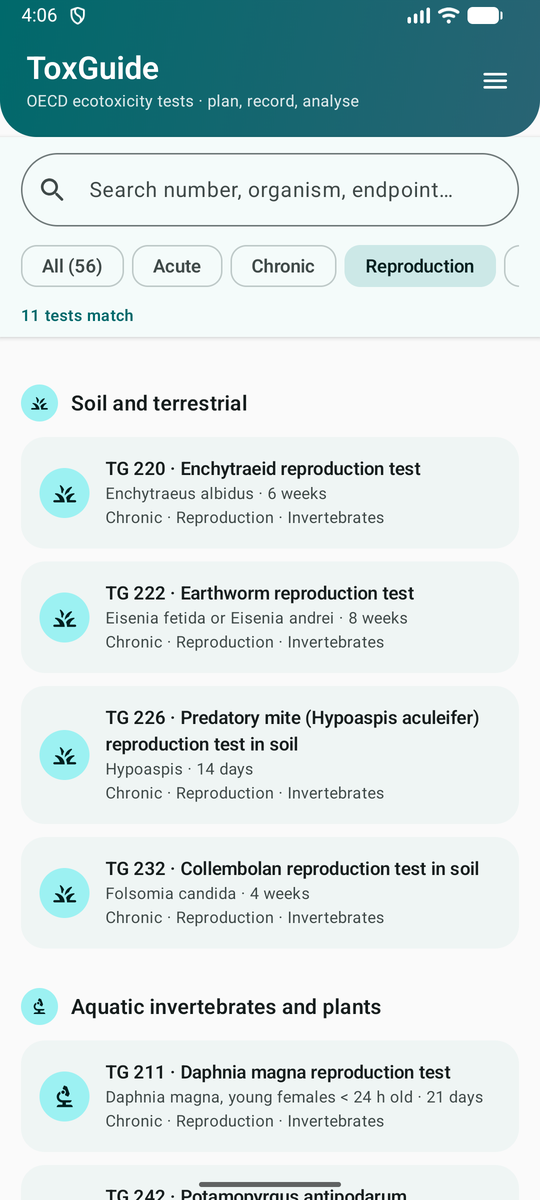 4:06
ToxGuide
OECD ecotoxicity tests · plan, record, analyse
Search number, organism, endpoint…
All (56)
Acute
Chronic
Reproduction
11 tests match
Soil and terrestrial
TG 220 · Enchytraeid reproduction test
Enchytraeus albidus · 6 weeks
Chronic · Reproduction · Invertebrates
TG 222 · Earthworm reproduction test
Eisenia fetida or Eisenia andrei · 8 weeks
Chronic · Reproduction · Invertebrates
TG 226 · Predatory mite (Hypoaspis aculeifer)
reproduction test in soil
Hypoaspis · 14 days
Chronic · Reproduction · Invertebrates
TG 232 · Collembolan reproduction test in soil
Folsomia candida · 4 weeks
Chronic · Reproduction · Invertebrates
Aquatic invertebrates and plants
TG 211 · Daphnia magna reproduction test
Daphnia magna, young females < 24 h old · 21 days
Chronic · Reproduction · Invertebrates
TG 242 · Potamopyrgus antipodarum